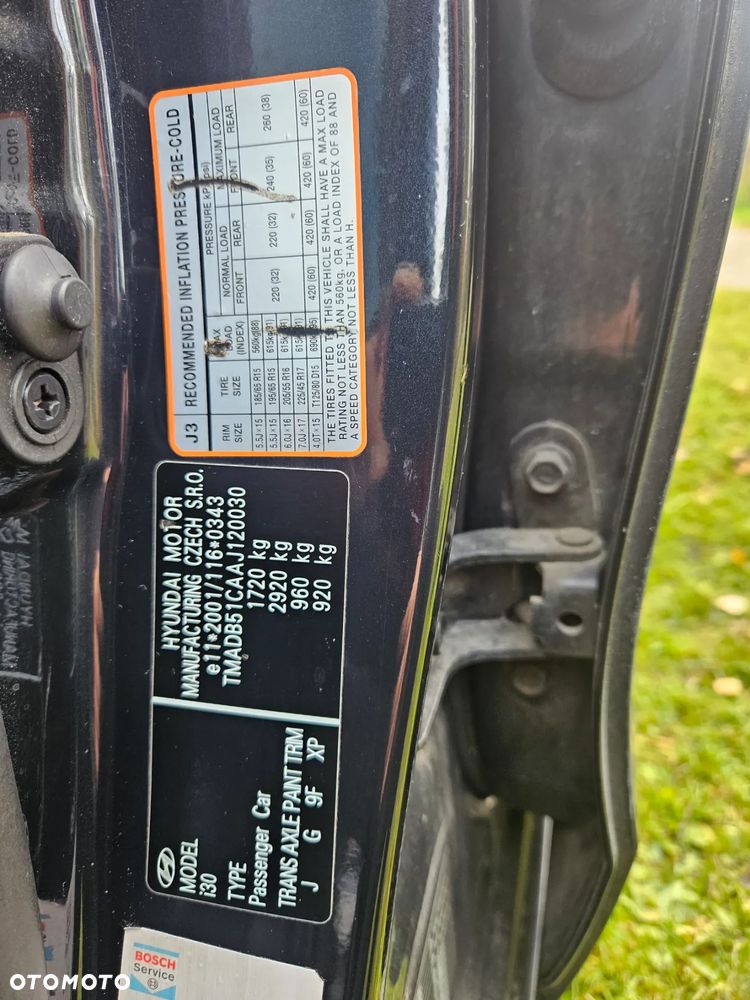 J3 RECOMMENDED INFLATION PRESSURE-COLD
RIM SIZE TIRE SIZE MAX LOAD (INDEX) PRESSURE kPa(psi)
NORMAL LOAD MAXIMUM LOAD
FRONT REAR FRONT REAR
5.5J×15 185/65 R15 560kg(88)
5.5J×15 195/65 R15 615kg(91) 220 (32) 220 (32) 240 (35) 260 (38)
6.0J×16 205/55 R16
7.0J×17 225/45 R17
4.0T×15 T125/80 D15 420 (60) 420 (60) 420 (60) 420 (60)
THE TIRES FITTED TO THIS VEHICLE SHALL HAVE A MAX LOAD
RATING NOT LESS THAN 560kg, OR A LOAD INDEX OF 88 AND
A SPEED CATEGORY NOT LESS THAN H.
HYUNDAI MOTOR
MANUFACTURING CZECH S.R.O.
e11*2001/116*0343
TMADB51CAAJ120030
1720 kg
2920 kg
960 kg
920 kg
MODEL
i30
TYPE
Passenger Car
TRANS AXLE PAINT TRIM
J G 9F XP
BOSCH
Service
OTOMOTO